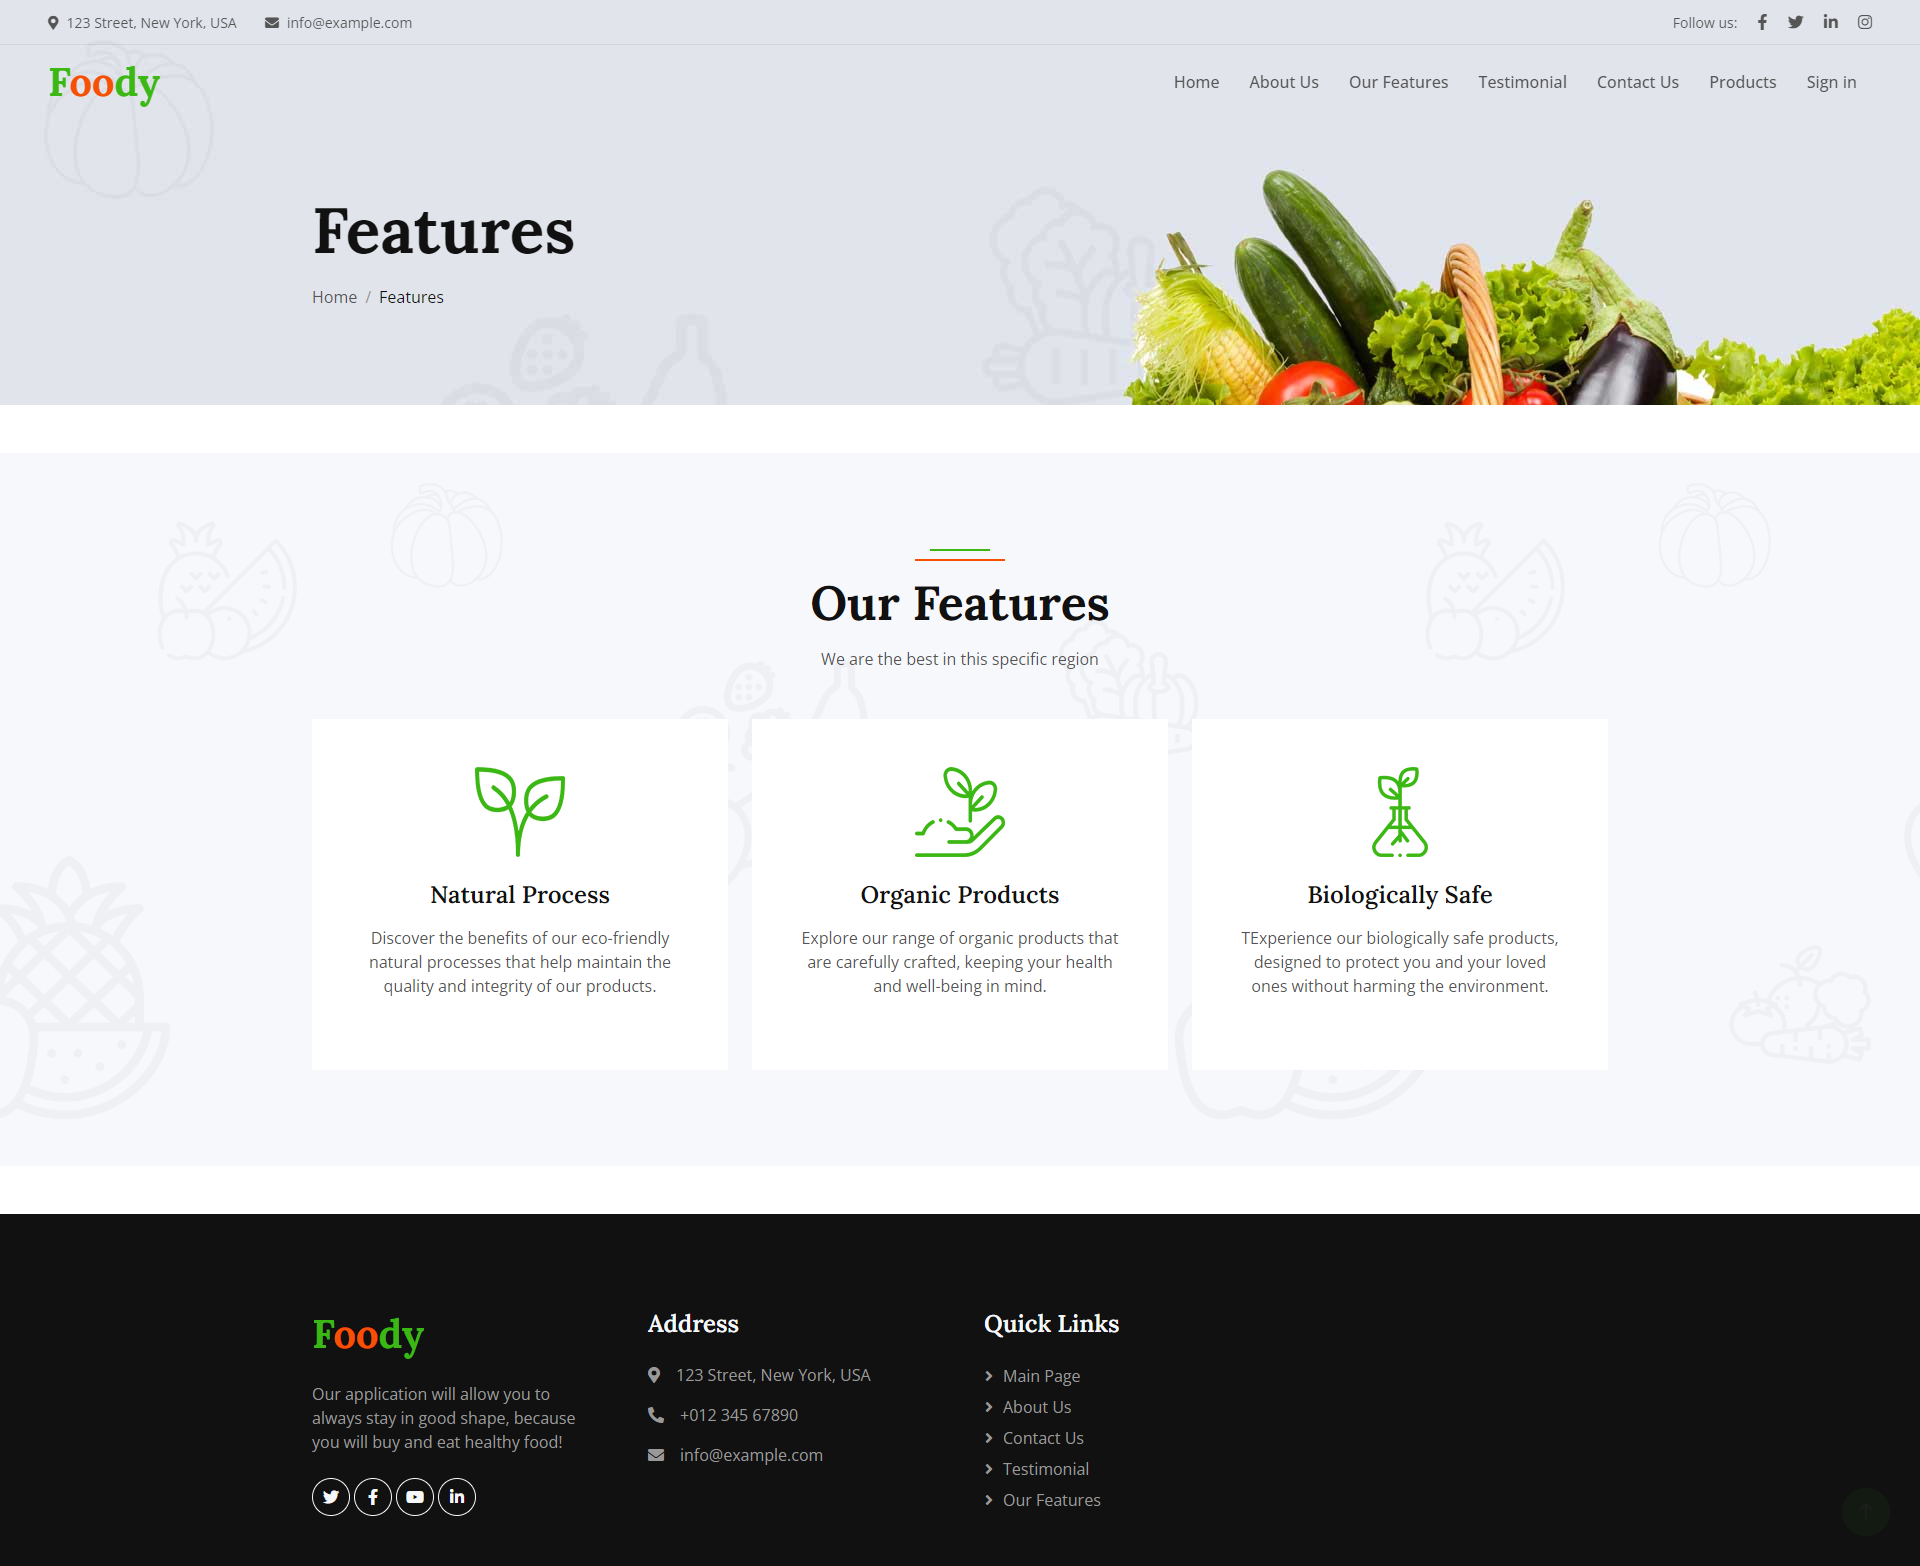 123 Street, New York, USA info@example.com Follow us:
Foody
Home About Us Our Features Testimonial Contact Us Products Sign in
Features
Home / Features
Our Features
We are the best in this specific region
Natural Process
Discover the benefits of our eco-friendly
natural processes that help maintain the
quality and integrity of our products.
Organic Products
Explore our range of organic products that
are carefully crafted, keeping your health
and well-being in mind.
Biologically Safe
TExperience our biologically safe products,
designed to protect you and your loved
ones without harming the environment.
Foody
Our application will allow you to
always stay in good shape, because
you will buy and eat healthy food!
Address
123 Street, New York, USA
+012 345 67890
info@example.com
Quick Links
Main Page
About Us
Contact Us
Testimonial
Our Features